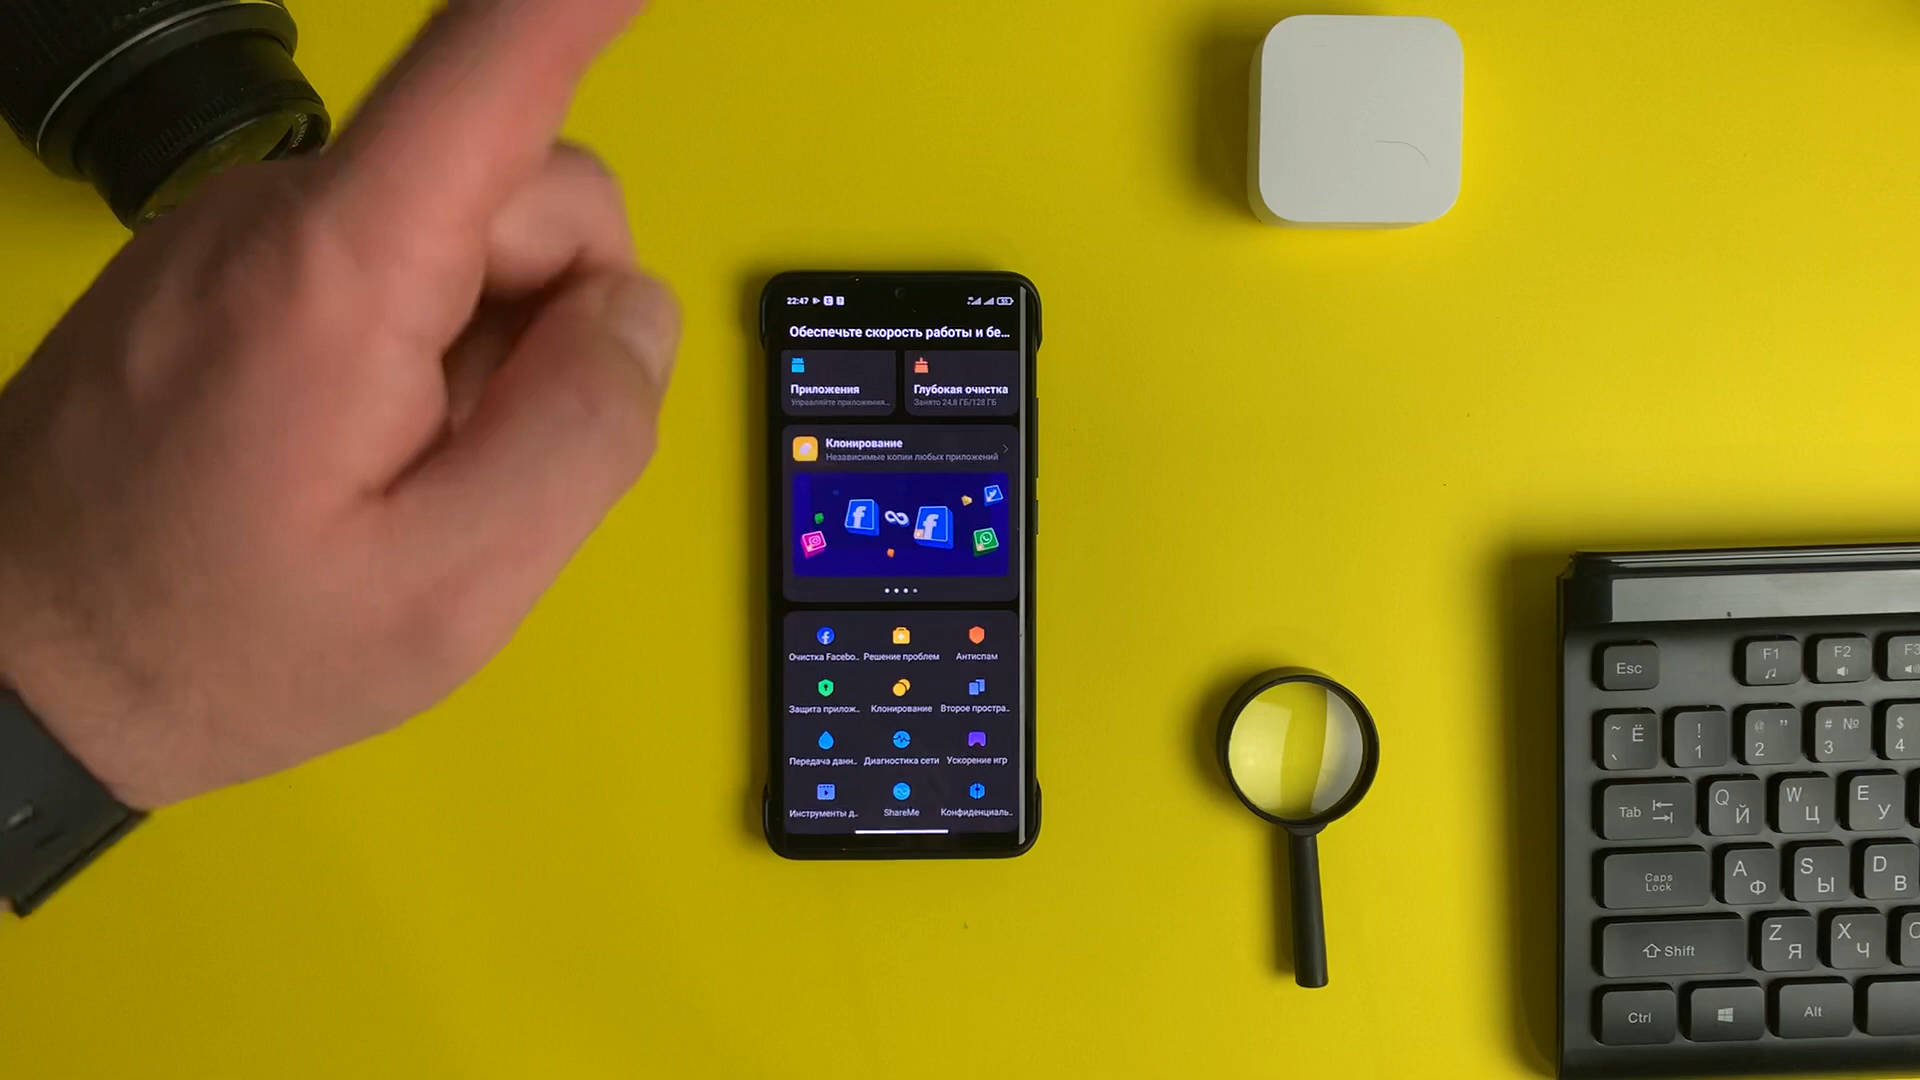 22:47
55
Обеспечьте скорость работы и бе...
Приложения
Управляйте приложения...
Глубокая очистка
Занято 24,8 ГБ/128 ГБ
Клонирование
Независимые копии любых приложений
Очистка Facebo..
Решение проблем
Антиспам
Защита прилож..
Клонирование
Второе простра..
Передача данн..
Диагностика сети
Ускорение игр
Инструменты д..
ShareMe
Конфиденциаль..
Esc
F1
F2
F3
~ Ё
! 1
@ " 2
# № 3
$ 4
Tab
Q Й
W Ц
E У
Caps Lock
A Ф
S Ы
D В
Shift
Z Я
X Ч
Ctrl
Alt